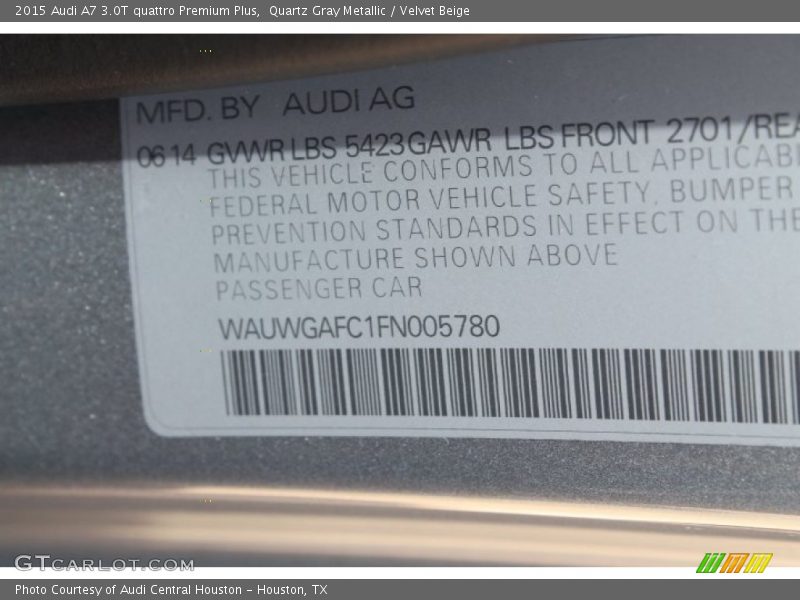 2015 Audi A7 3.0T quattro Premium Plus,  Quartz Gray Metallic / Velvet Beige
MFD. BY  AUDI AG
06 14 GVWR LBS 5423 GAWR LBS FRONT 2701/REA
THIS VEHICLE CONFORMS TO ALL APPLICABL
FEDERAL MOTOR VEHICLE SAFETY, BUMPER
PREVENTION STANDARDS IN EFFECT ON THE
MANUFACTURE SHOWN ABOVE
PASSENGER CAR
WAUWGAFC1FN005780
GTCARLOT.COM
Photo Courtesy of Audi Central Houston - Houston, TX